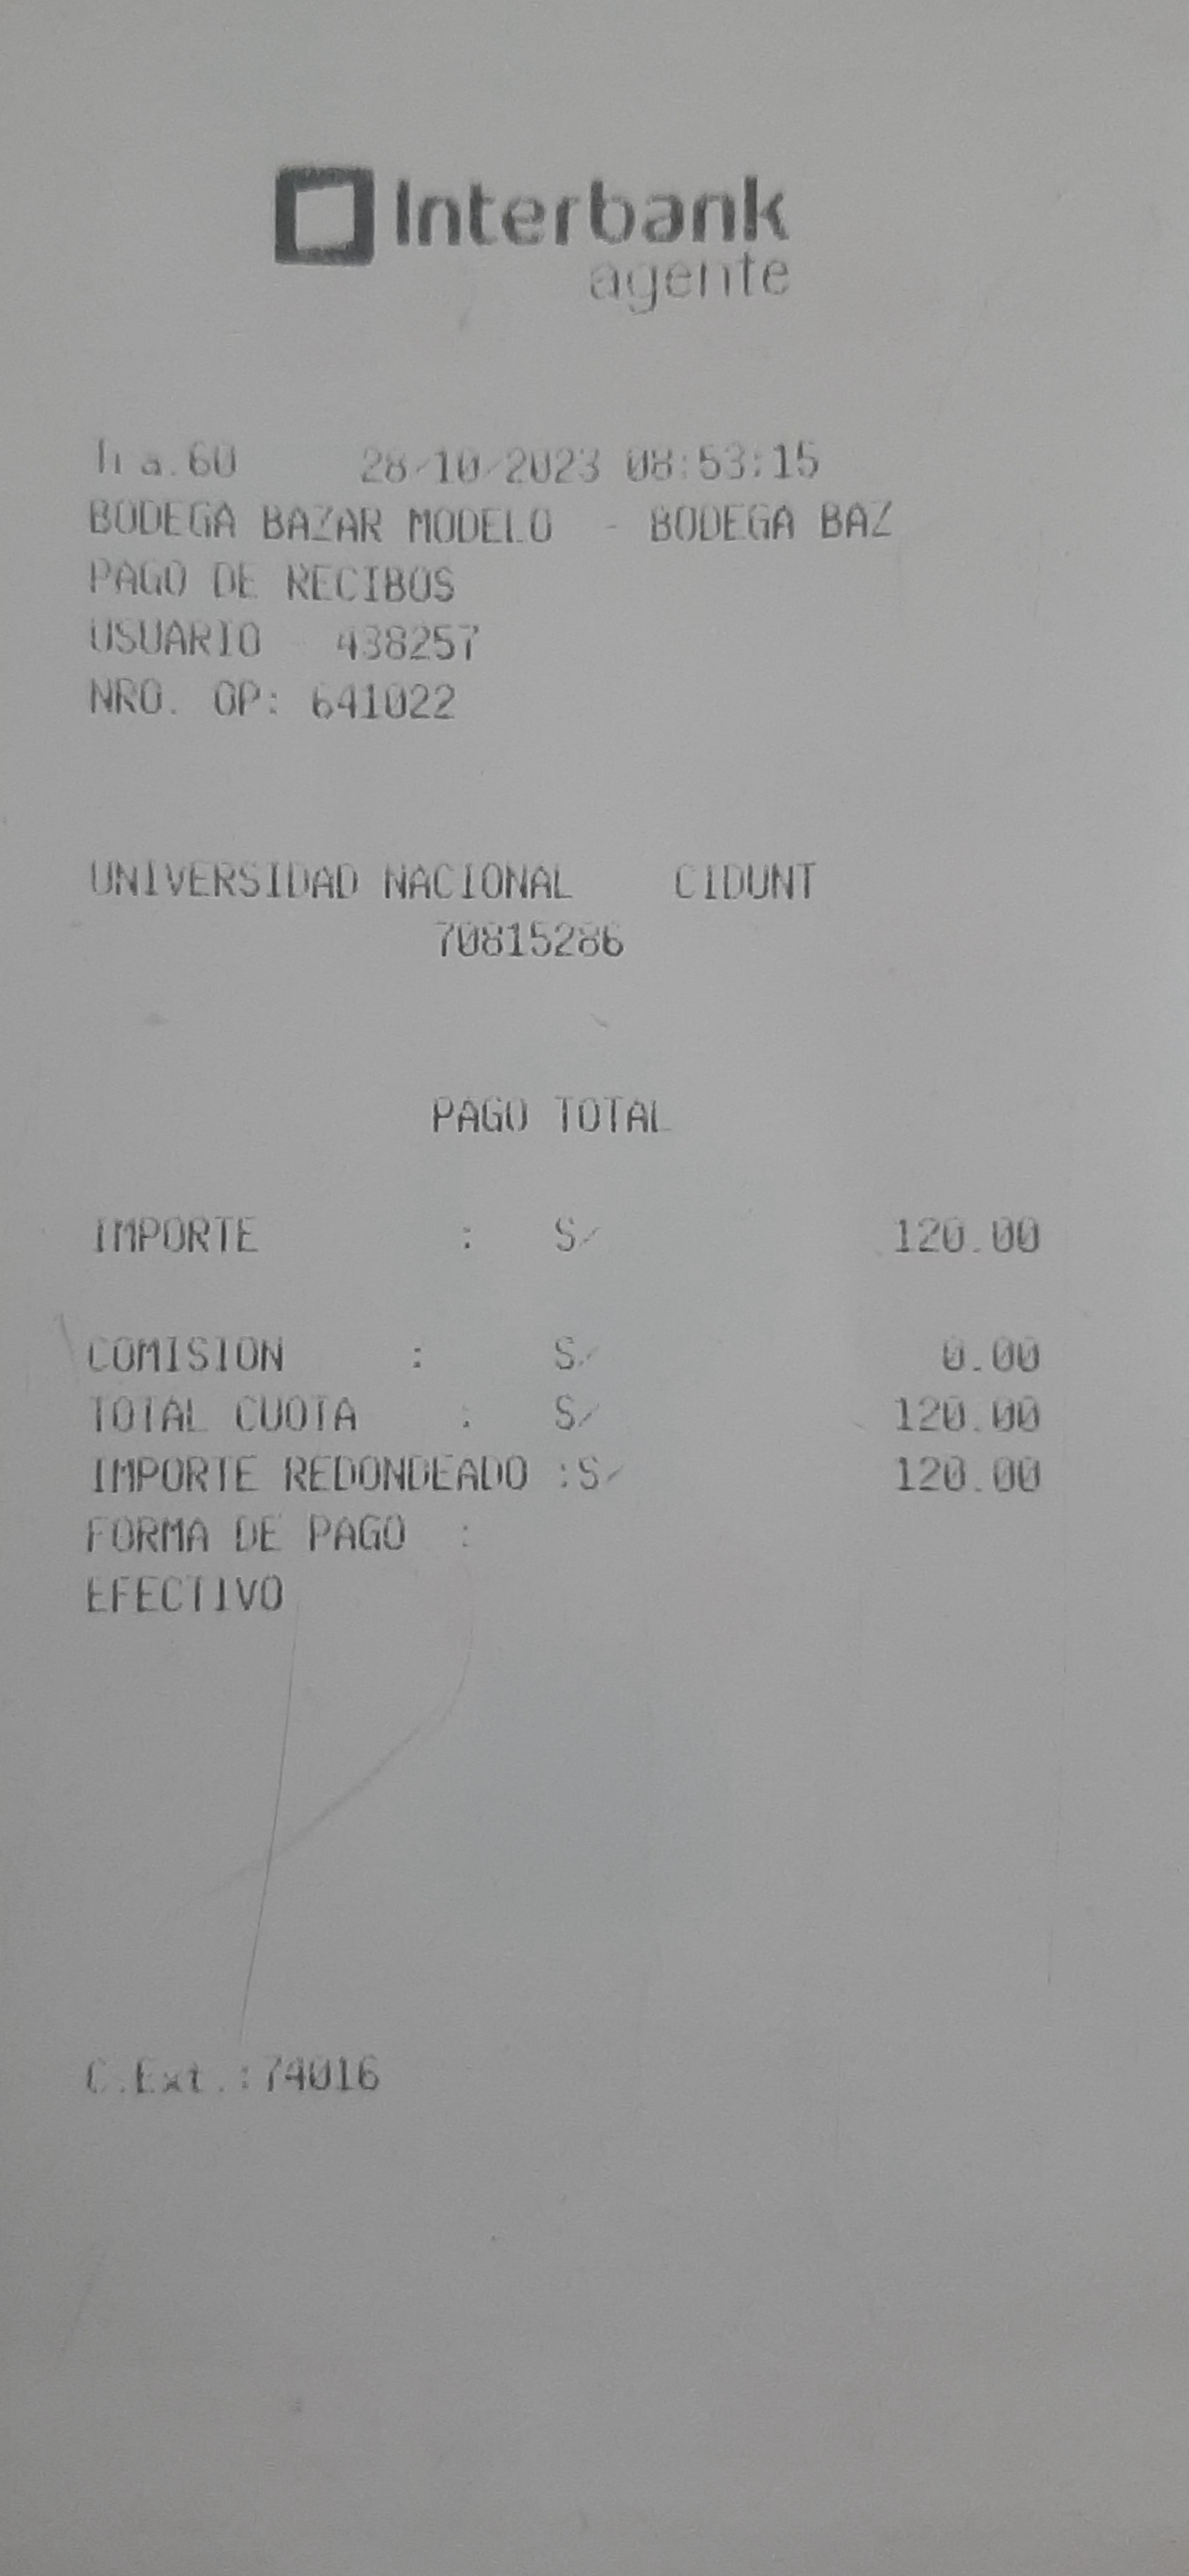 Interbank
agente
Tra.60 28/10/2023 08:53:15
BODEGA BAZAR MODELO - BODEGA BAZ
PAGO DE RECIBOS
USUARIO 438257
NRO. OP: 641022
UNIVERSIDAD NACIONAL CIDUNT
70815286
PAGO TOTAL
IMPORTE : S/ 120.00
COMISION : S/ 0.00
TOTAL CUOTA : S/ 120.00
IMPORTE REDONDEADO :S/ 120.00
FORMA DE PAGO :
EFECTIVO
C.Ext.:74016